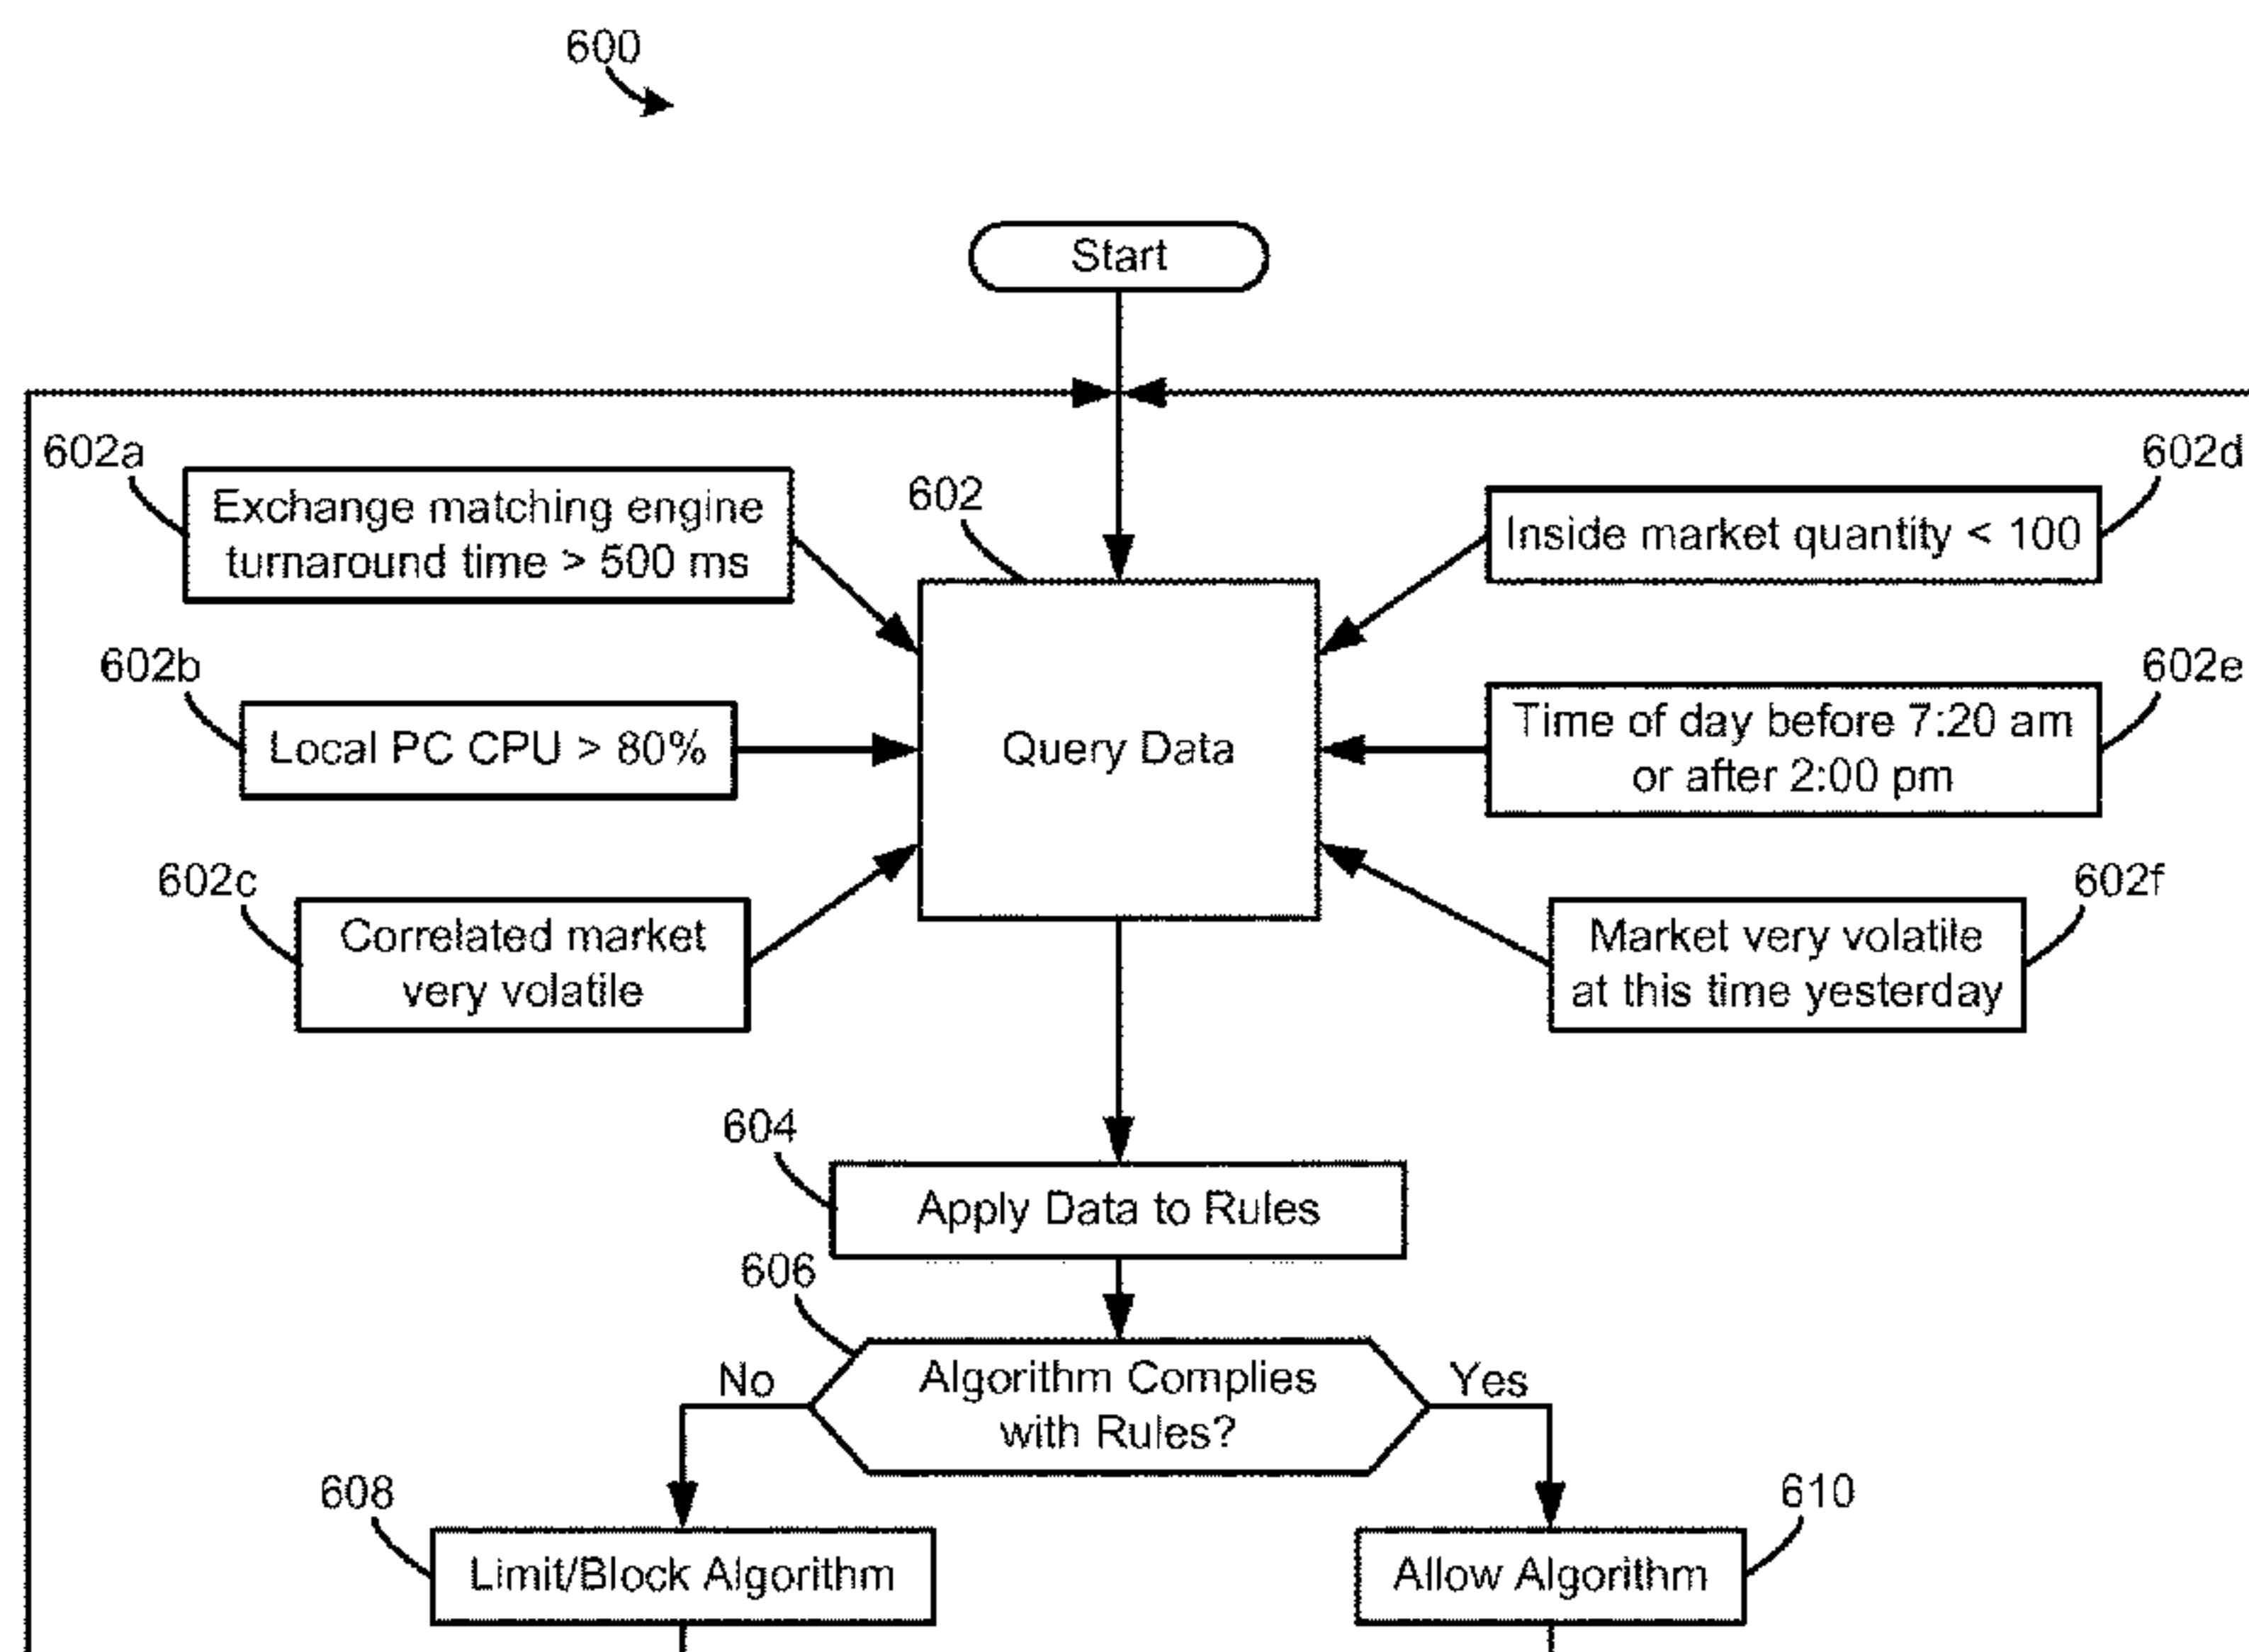 600
Start
602a
Exchange matching engine
turnaround time > 500 ms
602
602d
Inside market quantity < 100
602b
Local PC CPU > 80%
Query Data
602e
Time of day before 7:20 am
or after 2:00 pm
602c
Correlated market
very volatile
602f
Market very volatile
at this time yesterday
604
Apply Data to Rules
606
Algorithm Complies
with Rules?
No
Yes
608
Limit/Block Algorithm
610
Allow Algorithm